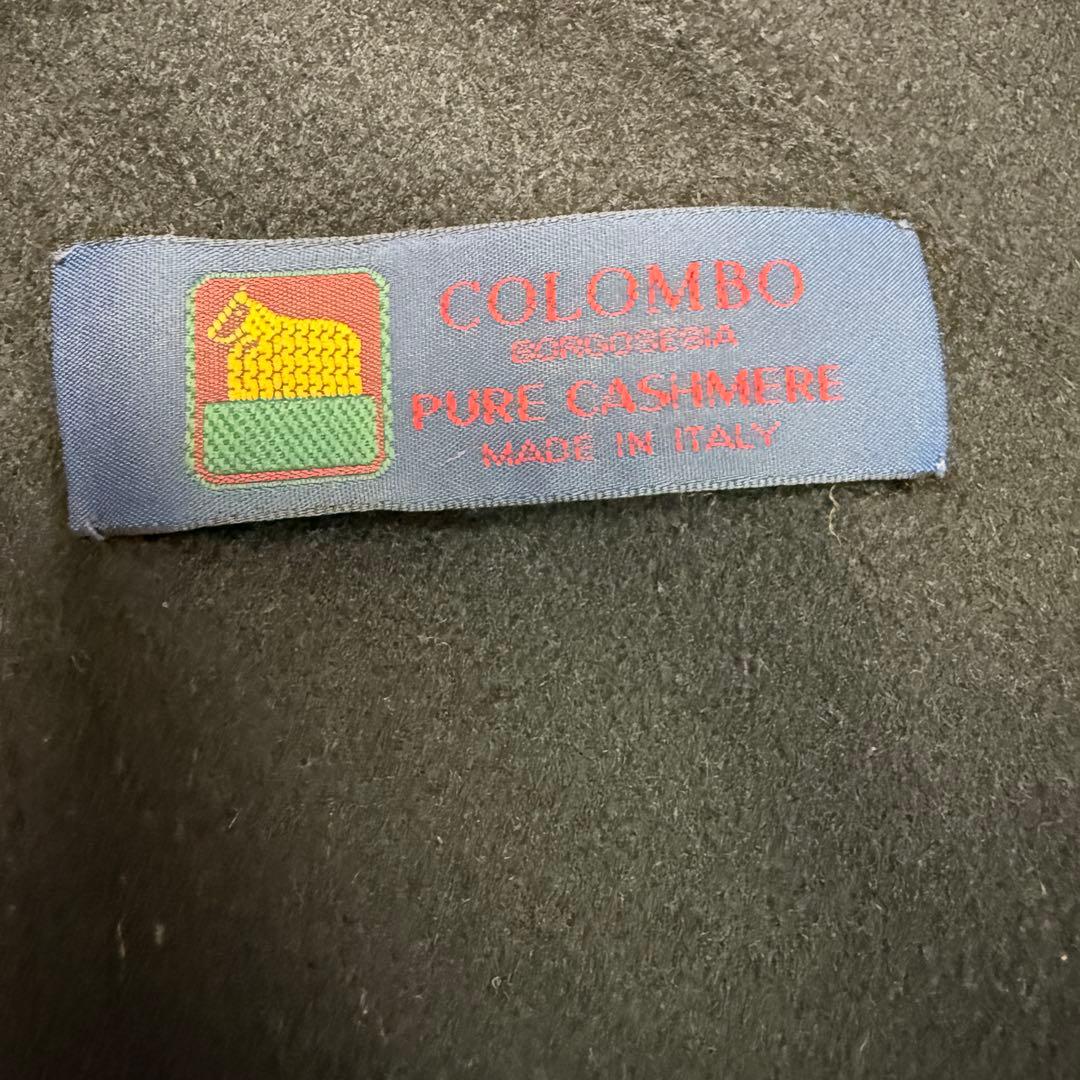 COLOMBO
BORGOSESIA
PURE CASHMERE
MADE IN ITALY